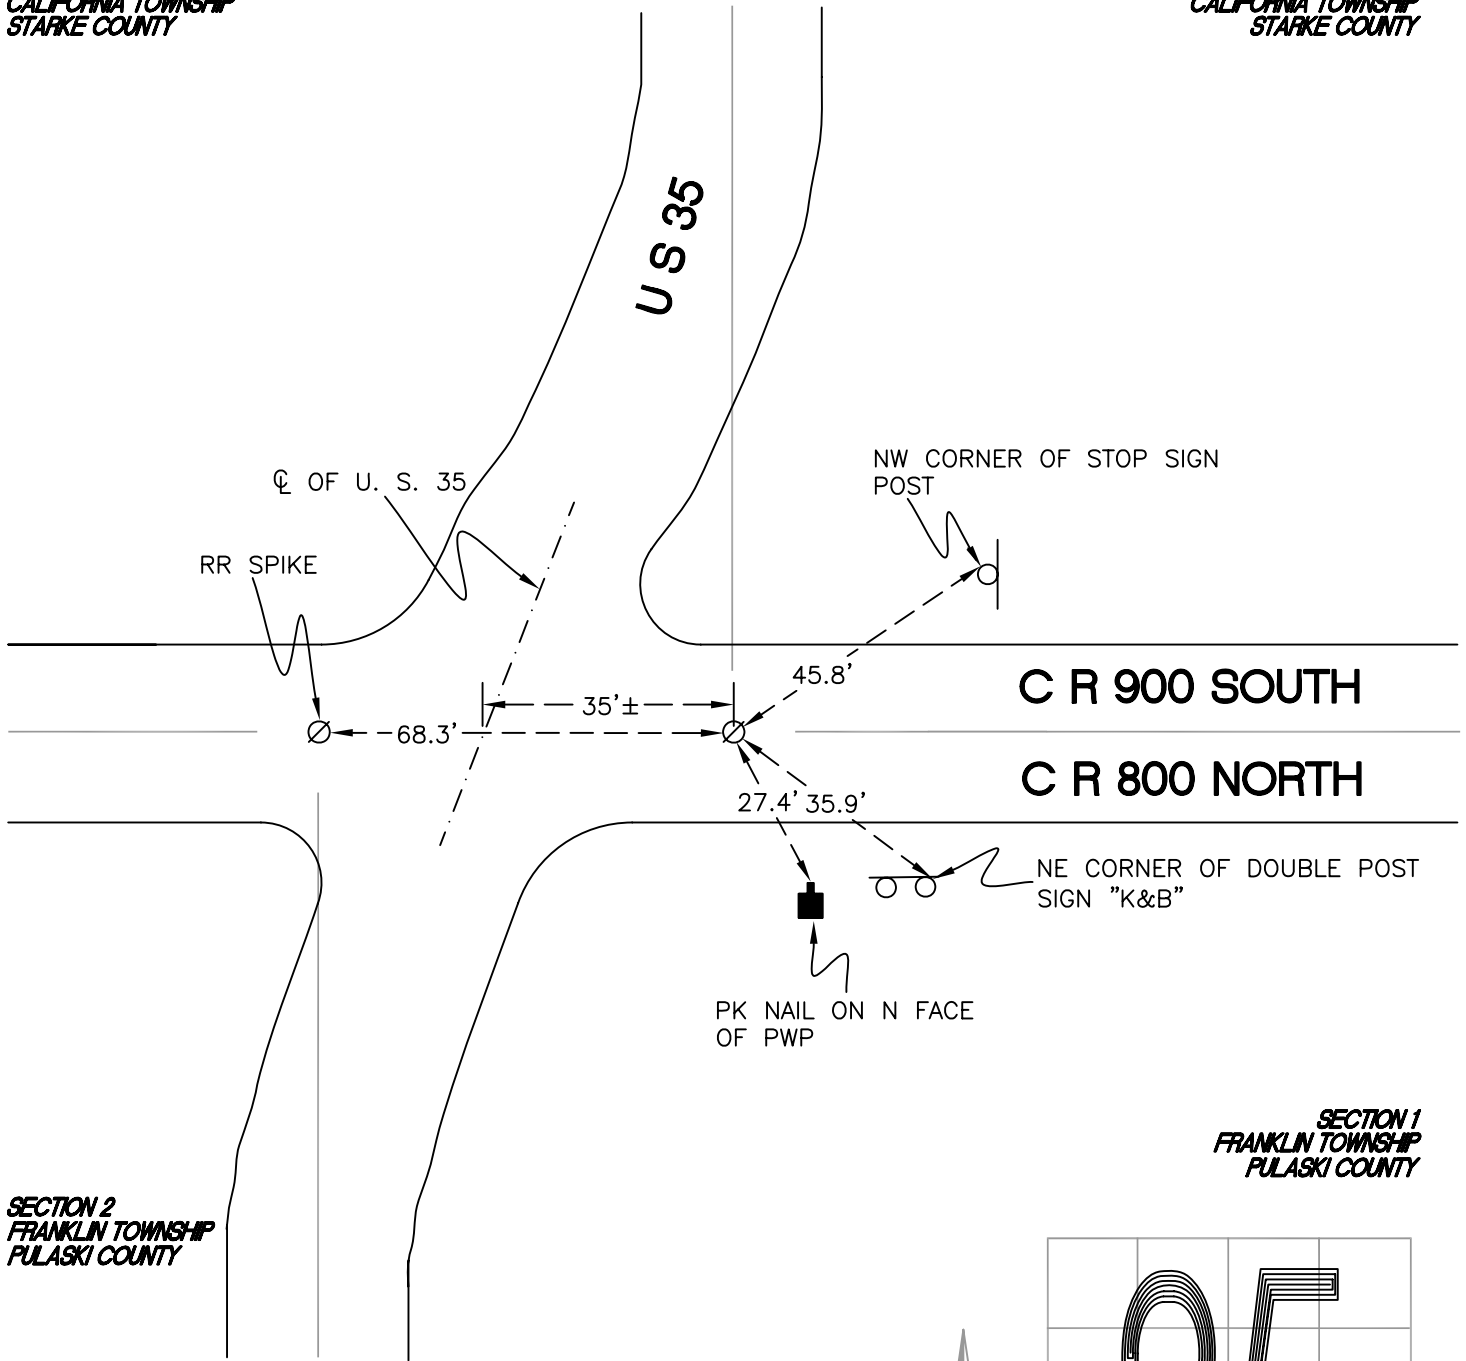 CALIFORNIA TOWNSHIP
STARKE COUNTY
CALIFORNIA TOWNSHIP
STARKE COUNTY
U S 35
NW CORNER OF STOP SIGN
POST
℄ OF U. S. 35
RR SPIKE
45.8'
C R 900 SOUTH
35'±
68.3'
C R 800 NORTH
27.4' 35.9'
NE CORNER OF DOUBLE POST
SIGN "K&B"
PK NAIL ON N FACE
OF PWP
SECTION 1
FRANKLIN TOWNSHIP
PULASKI COUNTY
SECTION 2
FRANKLIN TOWNSHIP
PULASKI COUNTY